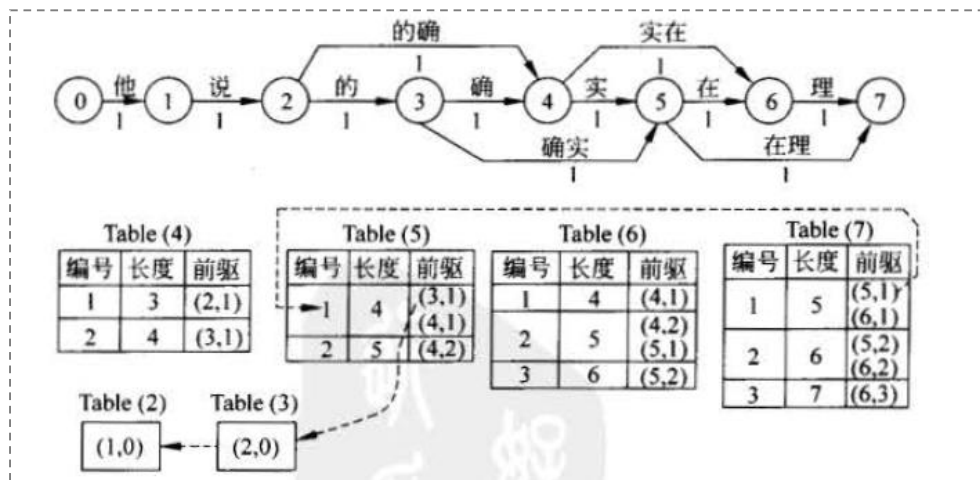 的确 实在
0 他 1 说 2 的 3 确 4 实 5 在 6 理 7
1 1 1 1 1 1 1 1 1
确实 在理
1 1
Table (4) Table (5) Table (6) Table (7)
编号 长度 前驱 编号 长度 前驱 编号 长度 前驱 编号 长度 前驱
1 3 (2,1) 1 4 (3,1) (4,1) 1 4 (4,1) 1 5 (5,1) (6,1)
2 4 (3,1) 2 5 (4,2) 2 5 (4,2) (5,1) 2 6 (5,2) (6,2)
3 6 (5,2) 3 7 (6,3)
Table (2) Table (3)
(1,0) (2,0)